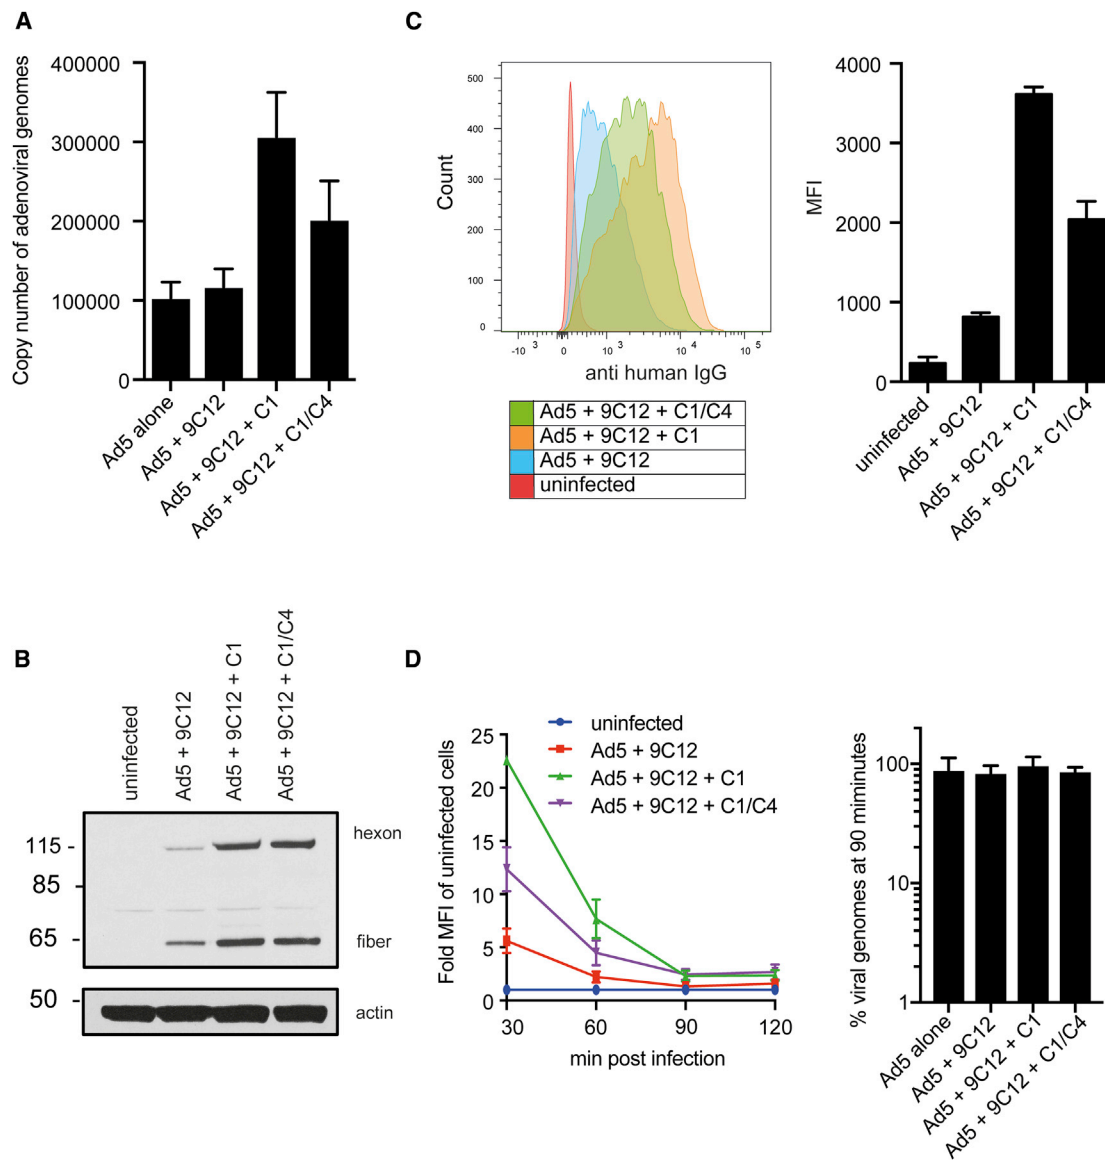 A
Copy number of adenoviral genomes
400000
300000
200000
100000
0
Ad5 alone
Ad5 + 9C12
Ad5 + 9C12 + C1
Ad5 + 9C12 + C1/C4
C
Count
500
400
300
200
100
0
-10 3
0
10 3
10 4
10 5
anti human IgG
Ad5 + 9C12 + C1/C4
Ad5 + 9C12 + C1
Ad5 + 9C12
uninfected
MFI
4000
3000
2000
1000
0
uninfected
Ad5 + 9C12
Ad5 + 9C12 + C1
Ad5 + 9C12 + C1/C4
B
uninfected
Ad5 + 9C12
Ad5 + 9C12 + C1
Ad5 + 9C12 + C1/C4
115 -
85 -
65 -
50 -
hexon
fiber
actin
D
Fold MFI of uninfected cells
25
20
15
10
5
0
30
60
90
120
min post infection
uninfected
Ad5 + 9C12
Ad5 + 9C12 + C1
Ad5 + 9C12 + C1/C4
% viral genomes at 90 miminutes
100
10
1
Ad5 alone
Ad5 + 9C12
Ad5 + 9C12 + C1
Ad5 + 9C12 + C1/C4